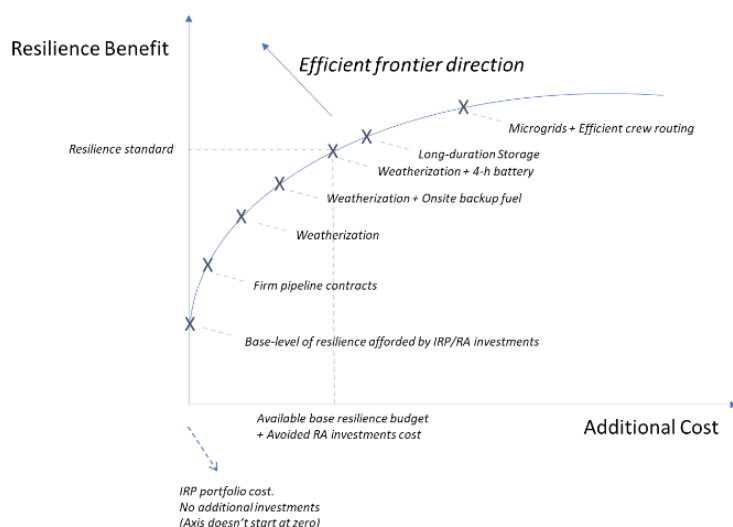 Resilience Benefit
Efficient frontier direction
Microgrids + Efficient crew routing
Resilience standard
Long-duration Storage
Weatherization + 4-h battery
Weatherization + Onsite backup fuel
Weatherization
Firm pipeline contracts
Base-level of resilience afforded by IRP/RA investments
Available base resilience budget
+ Avoided RA investments cost
Additional Cost
IRP portfolio cost.
No additional investments
(Axis doesn't start at zero)